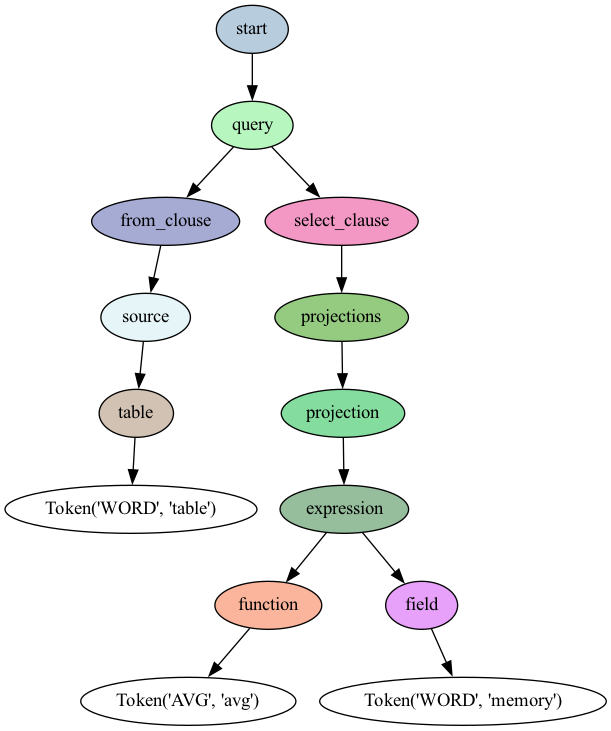 start
query
from_clouse
select_clause
source
projections
table
projection
Token('WORD', 'table')
expression
function
field
Token('AVG', 'avg')
Token('WORD', 'memory')